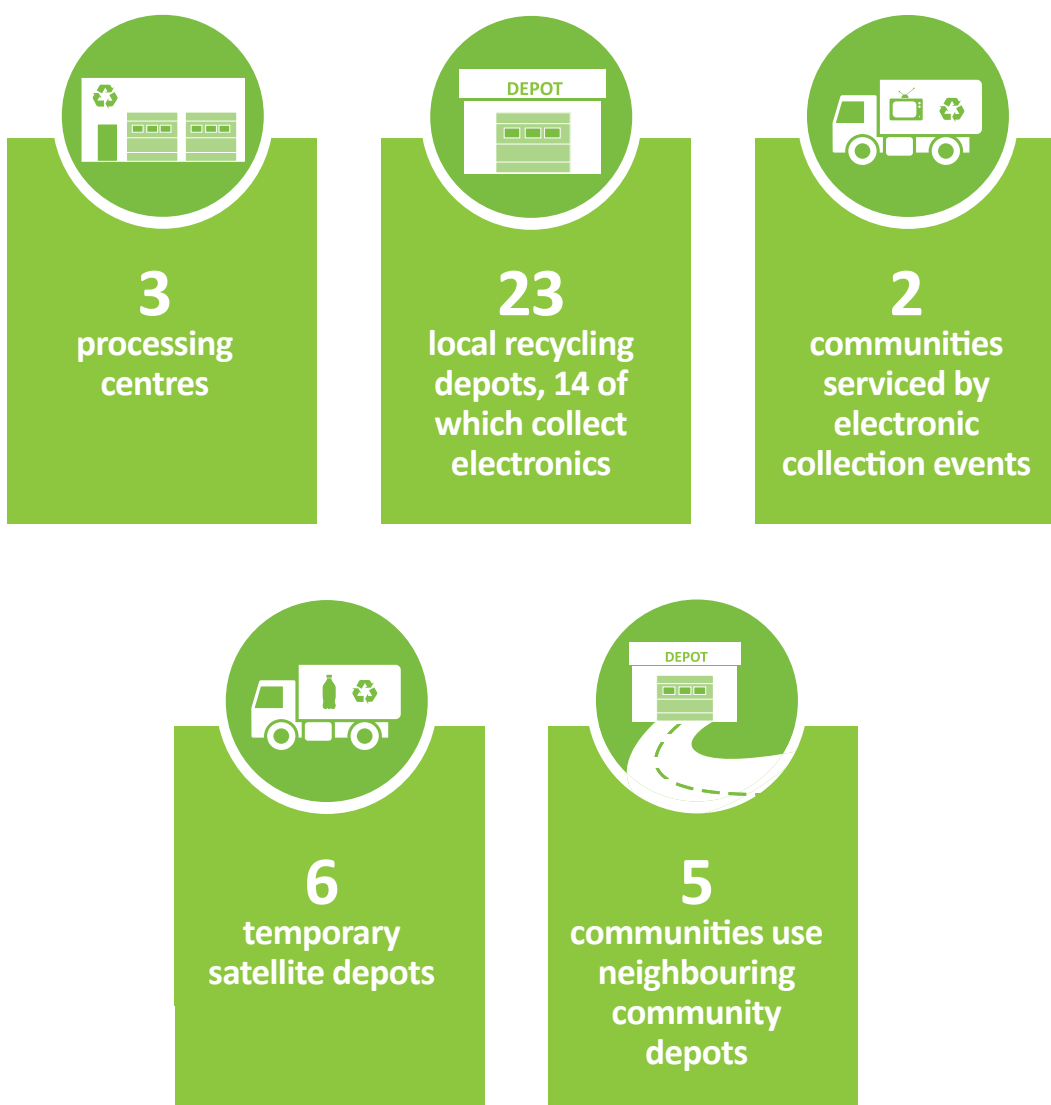 DEPOT
3
processing
centres
23
local recycling
depots, 14 of
which collect
electronics
2
communities
serviced by
electronic
collection events
6
temporary
satellite depots
DEPOT
5
communities use
neighbouring
community
depots